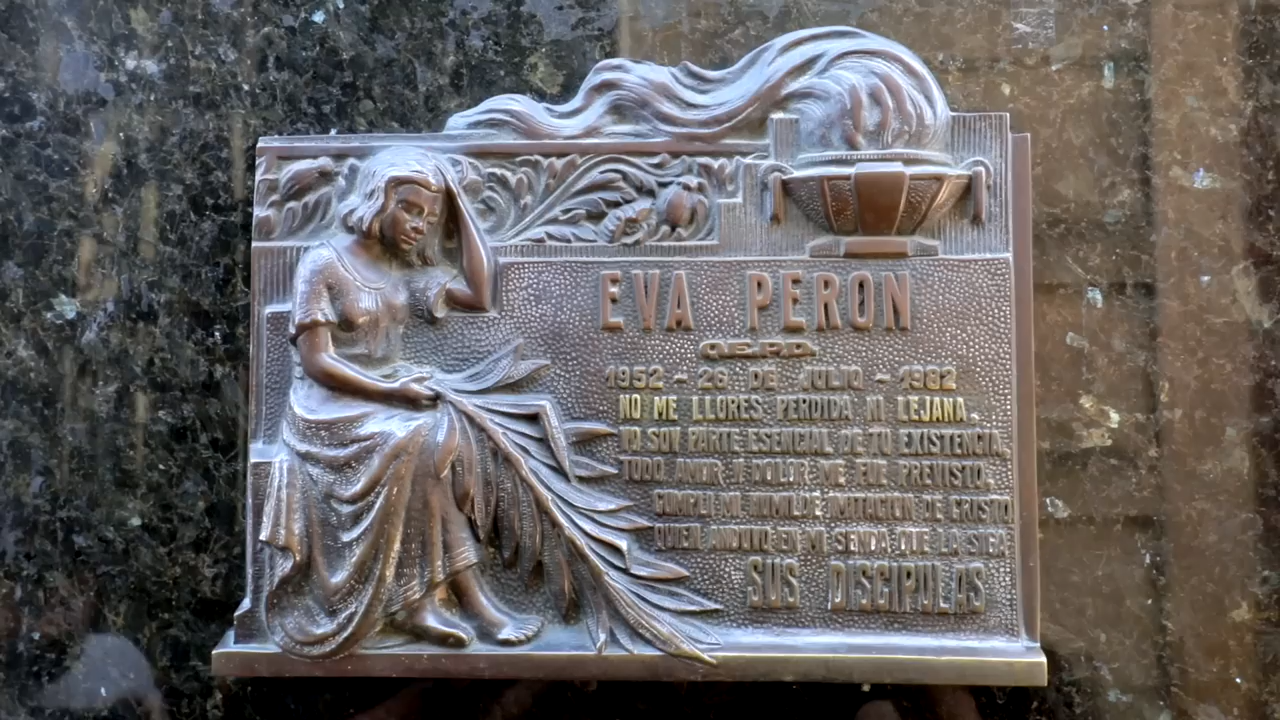 EVA PERON
Q.E.P.D.
1952 - 26 DE JULIO - 1982
NO ME LLORES PERDIDA NI LEJANA
YO SOY PARTE ESENCIAL DE TU EXISTENCIA.
TODO AMOR Y DOLOR ME FUE PREVISTO.
CUMPLI MI HUMILDE IMITACION DE CRISTO
QUIEN ANDUVO EN MI SENDA QUE LA SIGA
SUS DISCIPULAS